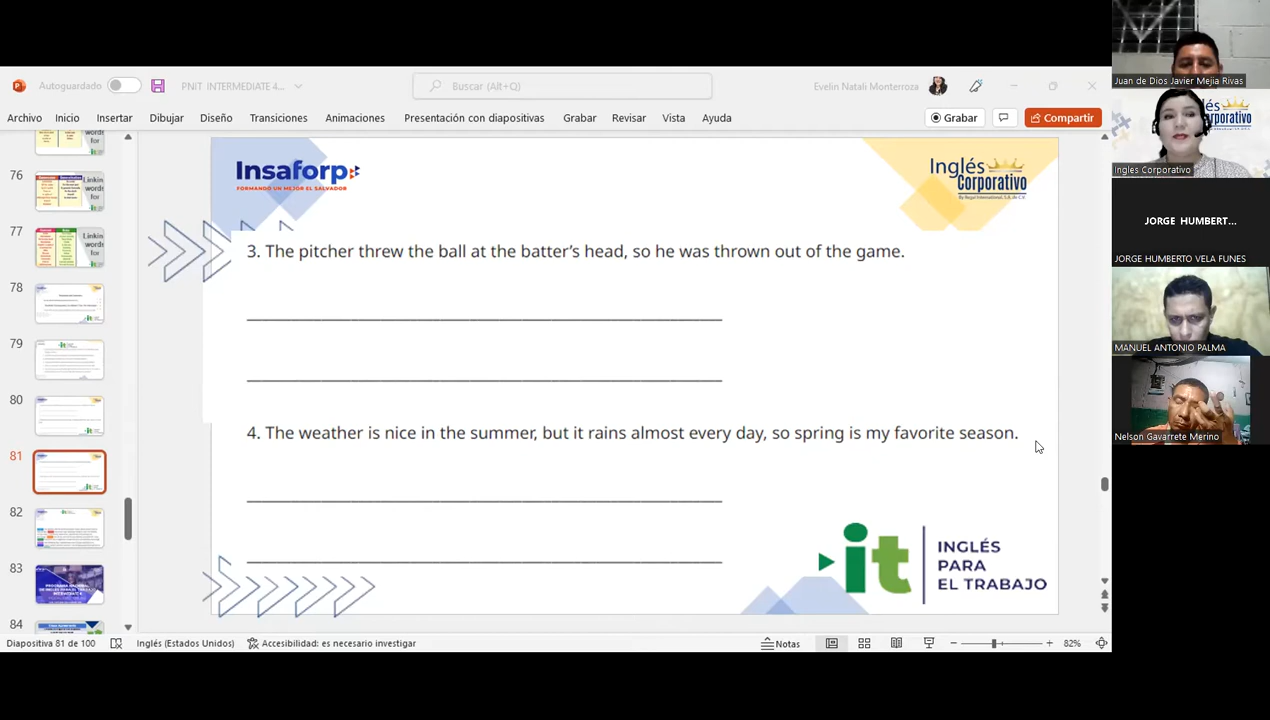 Autoguardado
PNIT INTERMEDIATE 4...
Buscar (Alt+Q)
Evelin Natali Monterroza
Archivo Inicio Insertar Dibujar Diseño Transiciones Animaciones Presentación con diapositivas Grabar Revisar Vista Ayuda
Grabar
Compartir
76
77
78
79
80
81
82
83
84
Insaforp
FORMANDO UN MEJOR EL SALVADOR
Inglés
Corporativo
3. The pitcher threw the ball at the batter's head, so he was thrown out of the game.
4. The weather is nice in the summer, but it rains almost every day, so spring is my favorite season.
it
INGLÉS
PARA
EL TRABAJO
Diapositiva 81 de 100
Inglés (Estados Unidos)
Accesibilidad: es necesario investigar
Notas
82%
Juan de Dios Javier Mejia Rivas
Ingles Corporativo
JORGE HUMBERT...
JORGE HUMBERTO VELA FUNES
MANUEL ANTONIO PALMA
Nelson Gavarrete Merino